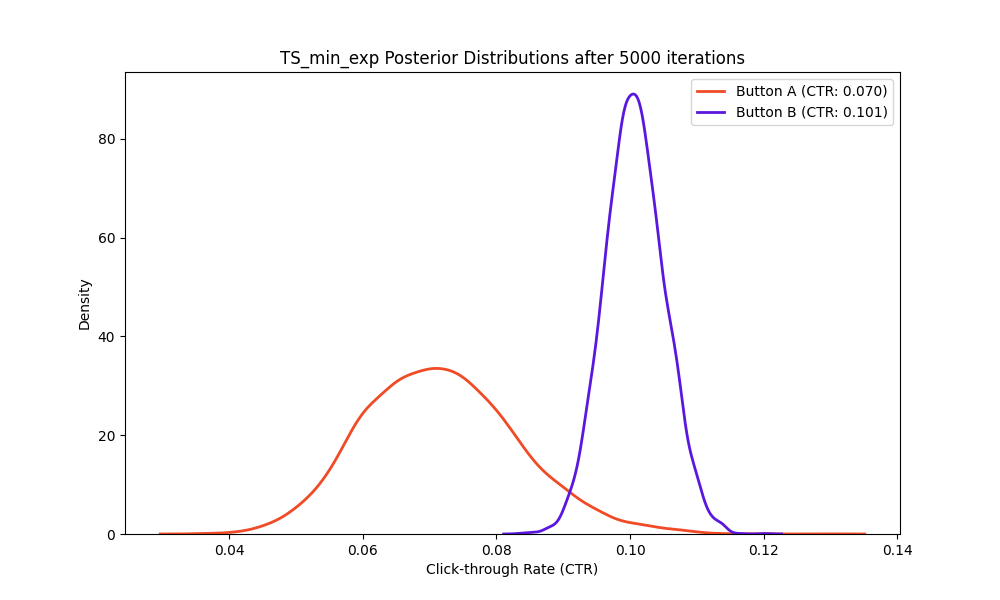 TS_min_exp Posterior Distributions after 5000 iterations
Button A (CTR: 0.070)
Button B (CTR: 0.101)
Density
80
60
40
20
0
0.04 0.06 0.08 0.10 0.12 0.14
Click-through Rate (CTR)